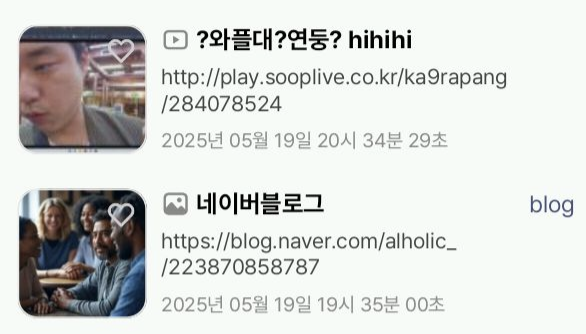 ?와플대?연둥? hihihi
http://play.sooplive.co.kr/ka9rapang
/284078524
2025년 05월 19일 20시 34분 29초
네이버블로그
blog
https://blog.naver.com/alholic_
/223870858787
2025년 05월 19일 19시 35분 00초